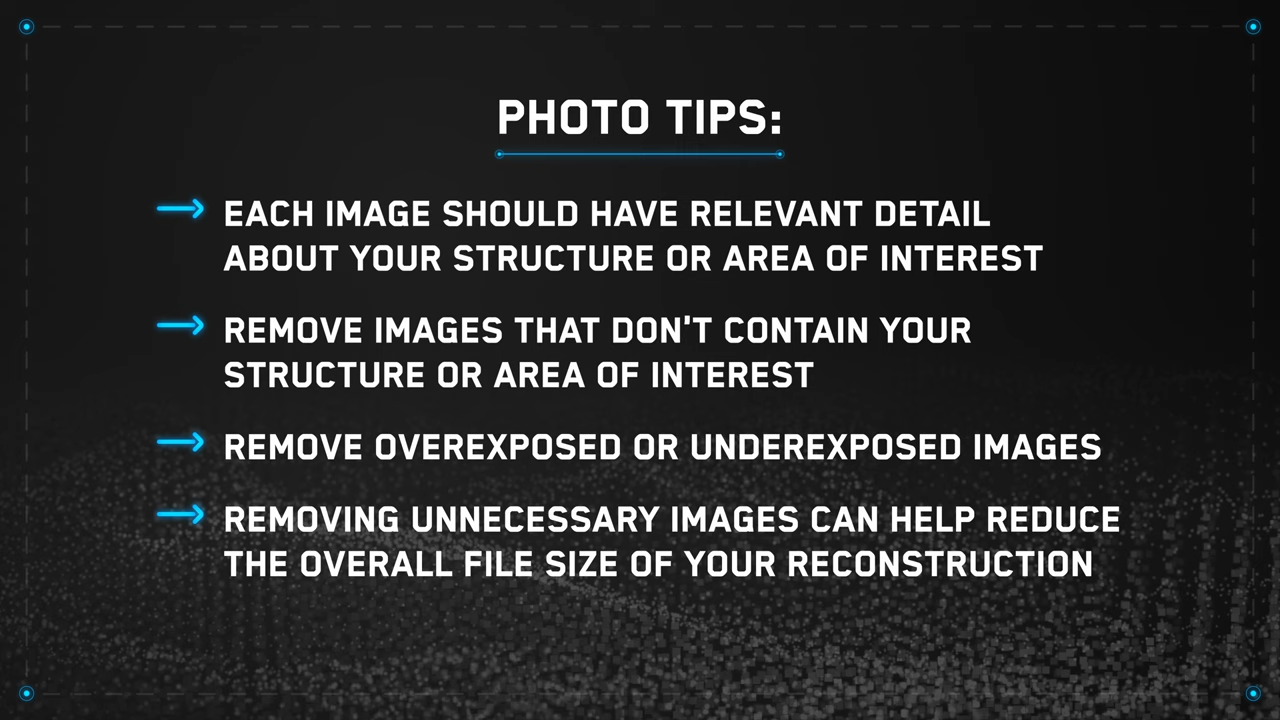 PHOTO TIPS:
EACH IMAGE SHOULD HAVE RELEVANT DETAIL
ABOUT YOUR STRUCTURE OR AREA OF INTEREST
REMOVE IMAGES THAT DON'T CONTAIN YOUR
STRUCTURE OR AREA OF INTEREST
REMOVE OVEREXPOSED OR UNDEREXPOSED IMAGES
REMOVING UNNECESSARY IMAGES CAN HELP REDUCE
THE OVERALL FILE SIZE OF YOUR RECONSTRUCTION